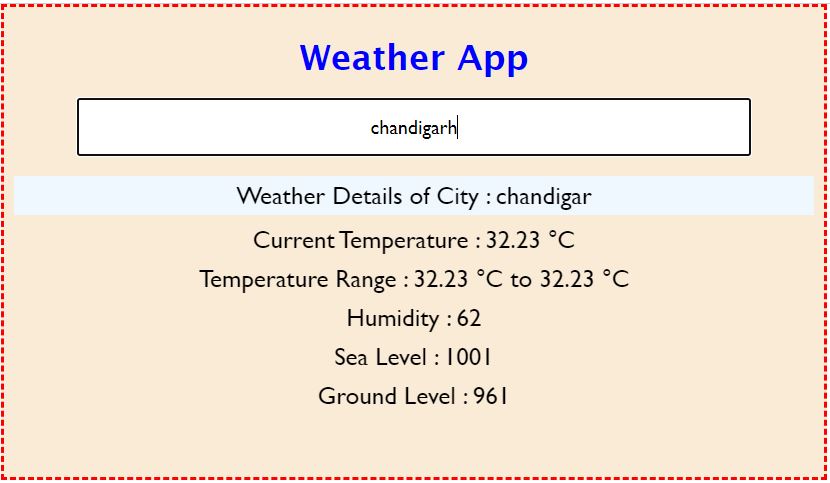 Weather App
chandigarh
Weather Details of City : chandigar
Current Temperature : 32.23 °C
Temperature Range : 32.23 °C to 32.23 °C
Humidity : 62
Sea Level : 1001
Ground Level : 961